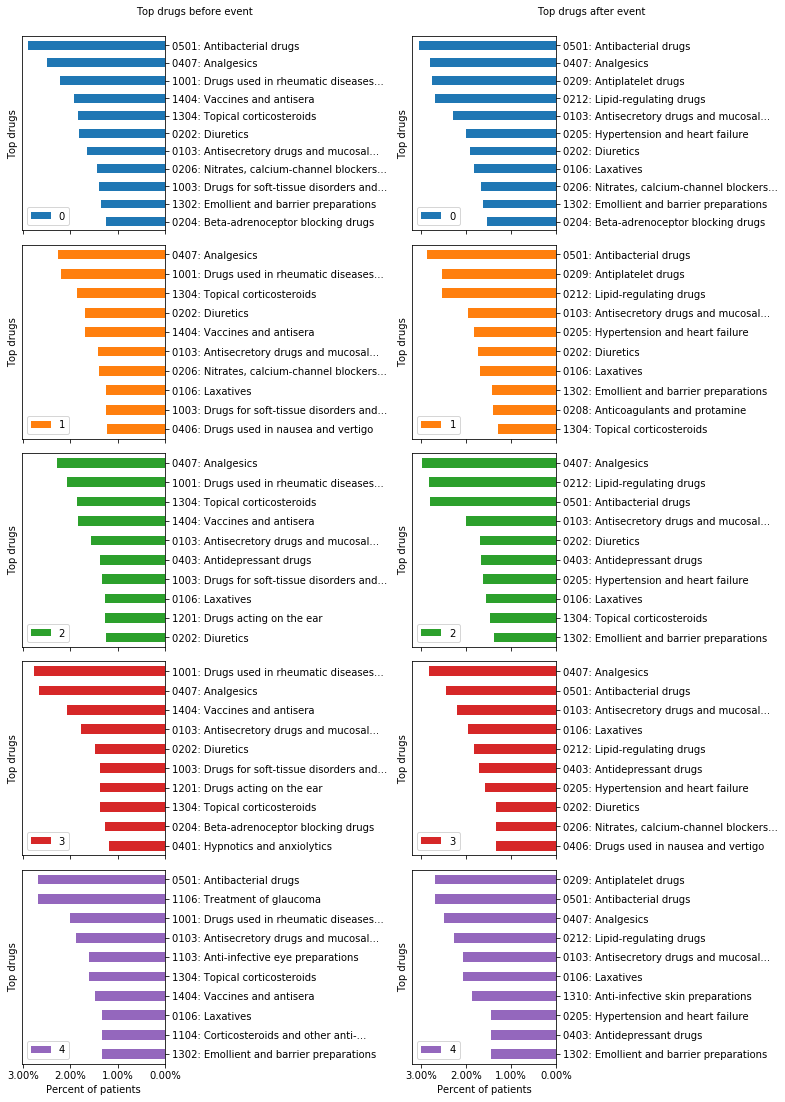 Top drugs before event
Top drugs
0501: Antibacterial drugs
0407: Analgesics
1001: Drugs used in rheumatic diseases...
1404: Vaccines and antisera
1304: Topical corticosteroids
0202: Diuretics
0103: Antisecretory drugs and mucosal...
0206: Nitrates, calcium-channel blockers...
1003: Drugs for soft-tissue disorders and...
1302: Emollient and barrier preparations
0204: Beta-adrenoceptor blocking drugs
0
Top drugs
0407: Analgesics
1001: Drugs used in rheumatic diseases...
1304: Topical corticosteroids
0202: Diuretics
1404: Vaccines and antisera
0103: Antisecretory drugs and mucosal...
0206: Nitrates, calcium-channel blockers...
0106: Laxatives
1003: Drugs for soft-tissue disorders and...
0406: Drugs used in nausea and vertigo
1
Top drugs
0407: Analgesics
1001: Drugs used in rheumatic diseases...
1304: Topical corticosteroids
1404: Vaccines and antisera
0103: Antisecretory drugs and mucosal...
0403: Antidepressant drugs
1003: Drugs for soft-tissue disorders and...
0106: Laxatives
1201: Drugs acting on the ear
0202: Diuretics
2
Top drugs
1001: Drugs used in rheumatic diseases...
0407: Analgesics
1404: Vaccines and antisera
0103: Antisecretory drugs and mucosal...
0202: Diuretics
1003: Drugs for soft-tissue disorders and...
1201: Drugs acting on the ear
1304: Topical corticosteroids
0204: Beta-adrenoceptor blocking drugs
0401: Hypnotics and anxiolytics
3
Top drugs
0501: Antibacterial drugs
1106: Treatment of glaucoma
1001: Drugs used in rheumatic diseases...
0103: Antisecretory drugs and mucosal...
1103: Anti-infective eye preparations
1304: Topical corticosteroids
1404: Vaccines and antisera
0106: Laxatives
1104: Corticosteroids and other anti-...
1302: Emollient and barrier preparations
4
3.00% 2.00% 1.00% 0.00%
Percent of patients
Top drugs after event
Top drugs
0501: Antibacterial drugs
0407: Analgesics
0209: Antiplatelet drugs
0212: Lipid-regulating drugs
0103: Antisecretory drugs and mucosal...
0205: Hypertension and heart failure
0202: Diuretics
0106: Laxatives
0206: Nitrates, calcium-channel blockers...
1302: Emollient and barrier preparations
0204: Beta-adrenoceptor blocking drugs
0
Top drugs
0501: Antibacterial drugs
0209: Antiplatelet drugs
0212: Lipid-regulating drugs
0103: Antisecretory drugs and mucosal...
0205: Hypertension and heart failure
0202: Diuretics
0106: Laxatives
1302: Emollient and barrier preparations
0208: Anticoagulants and protamine
1304: Topical corticosteroids
1
Top drugs
0407: Analgesics
0212: Lipid-regulating drugs
0501: Antibacterial drugs
0103: Antisecretory drugs and mucosal...
0202: Diuretics
0403: Antidepressant drugs
0205: Hypertension and heart failure
0106: Laxatives
1304: Topical corticosteroids
1302: Emollient and barrier preparations
2
Top drugs
0407: Analgesics
0501: Antibacterial drugs
0103: Antisecretory drugs and mucosal...
0106: Laxatives
0212: Lipid-regulating drugs
0403: Antidepressant drugs
0205: Hypertension and heart failure
0202: Diuretics
0206: Nitrates, calcium-channel blockers...
0406: Drugs used in nausea and vertigo
3
Top drugs
0209: Antiplatelet drugs
0501: Antibacterial drugs
0407: Analgesics
0212: Lipid-regulating drugs
0103: Antisecretory drugs and mucosal...
0106: Laxatives
1310: Anti-infective skin preparations
0205: Hypertension and heart failure
0403: Antidepressant drugs
1302: Emollient and barrier preparations
4
3.00% 2.00% 1.00% 0.00%
Percent of patients